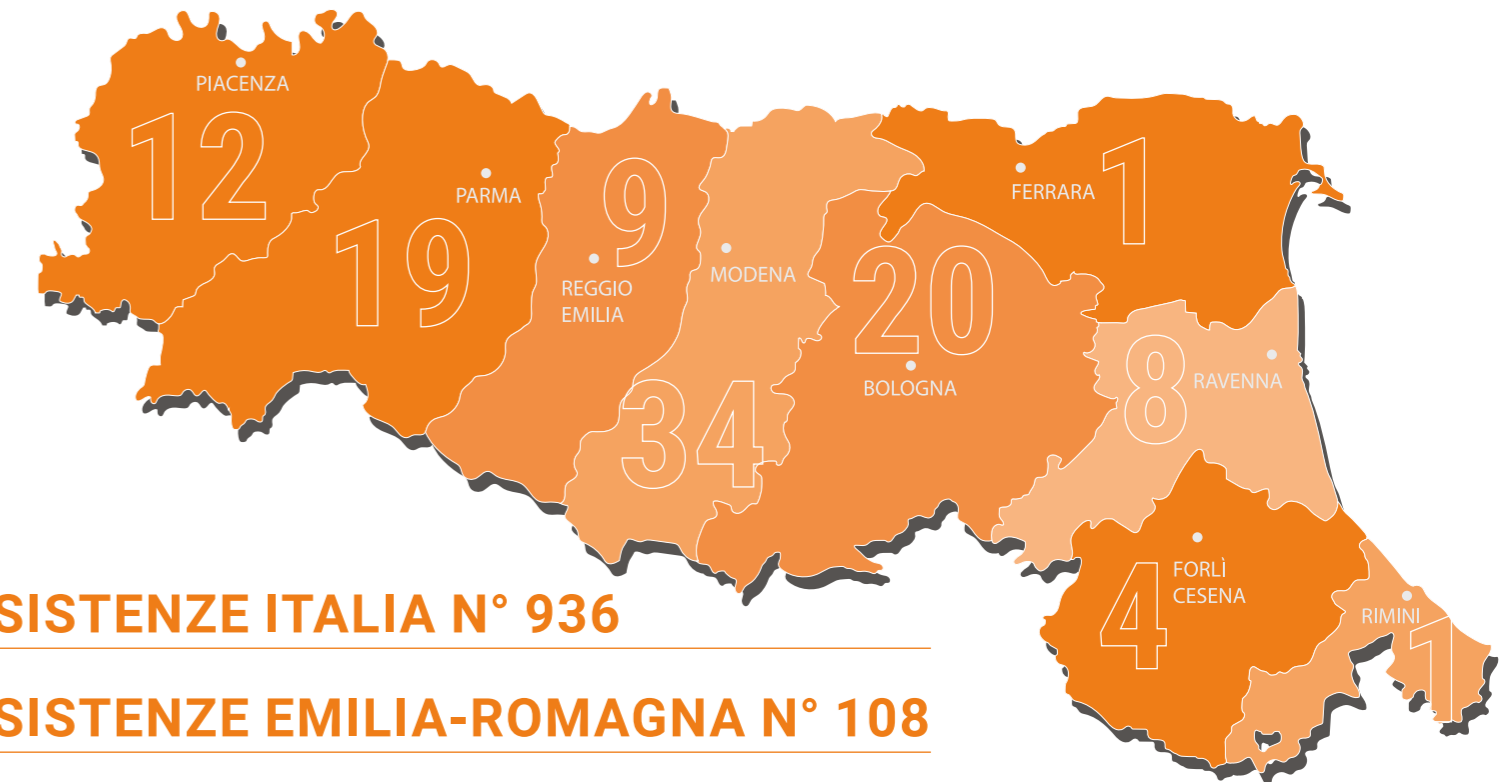 PIACENZA
12
PARMA
19
9
REGGIO
EMILIA
MODENA
34
20
BOLOGNA
FERRARA
1
8
RAVENNA
4
FORLÌ
CESENA
RIMINI
1
SISTENZE ITALIA N° 936
SISTENZE EMILIA-ROMAGNA N° 108